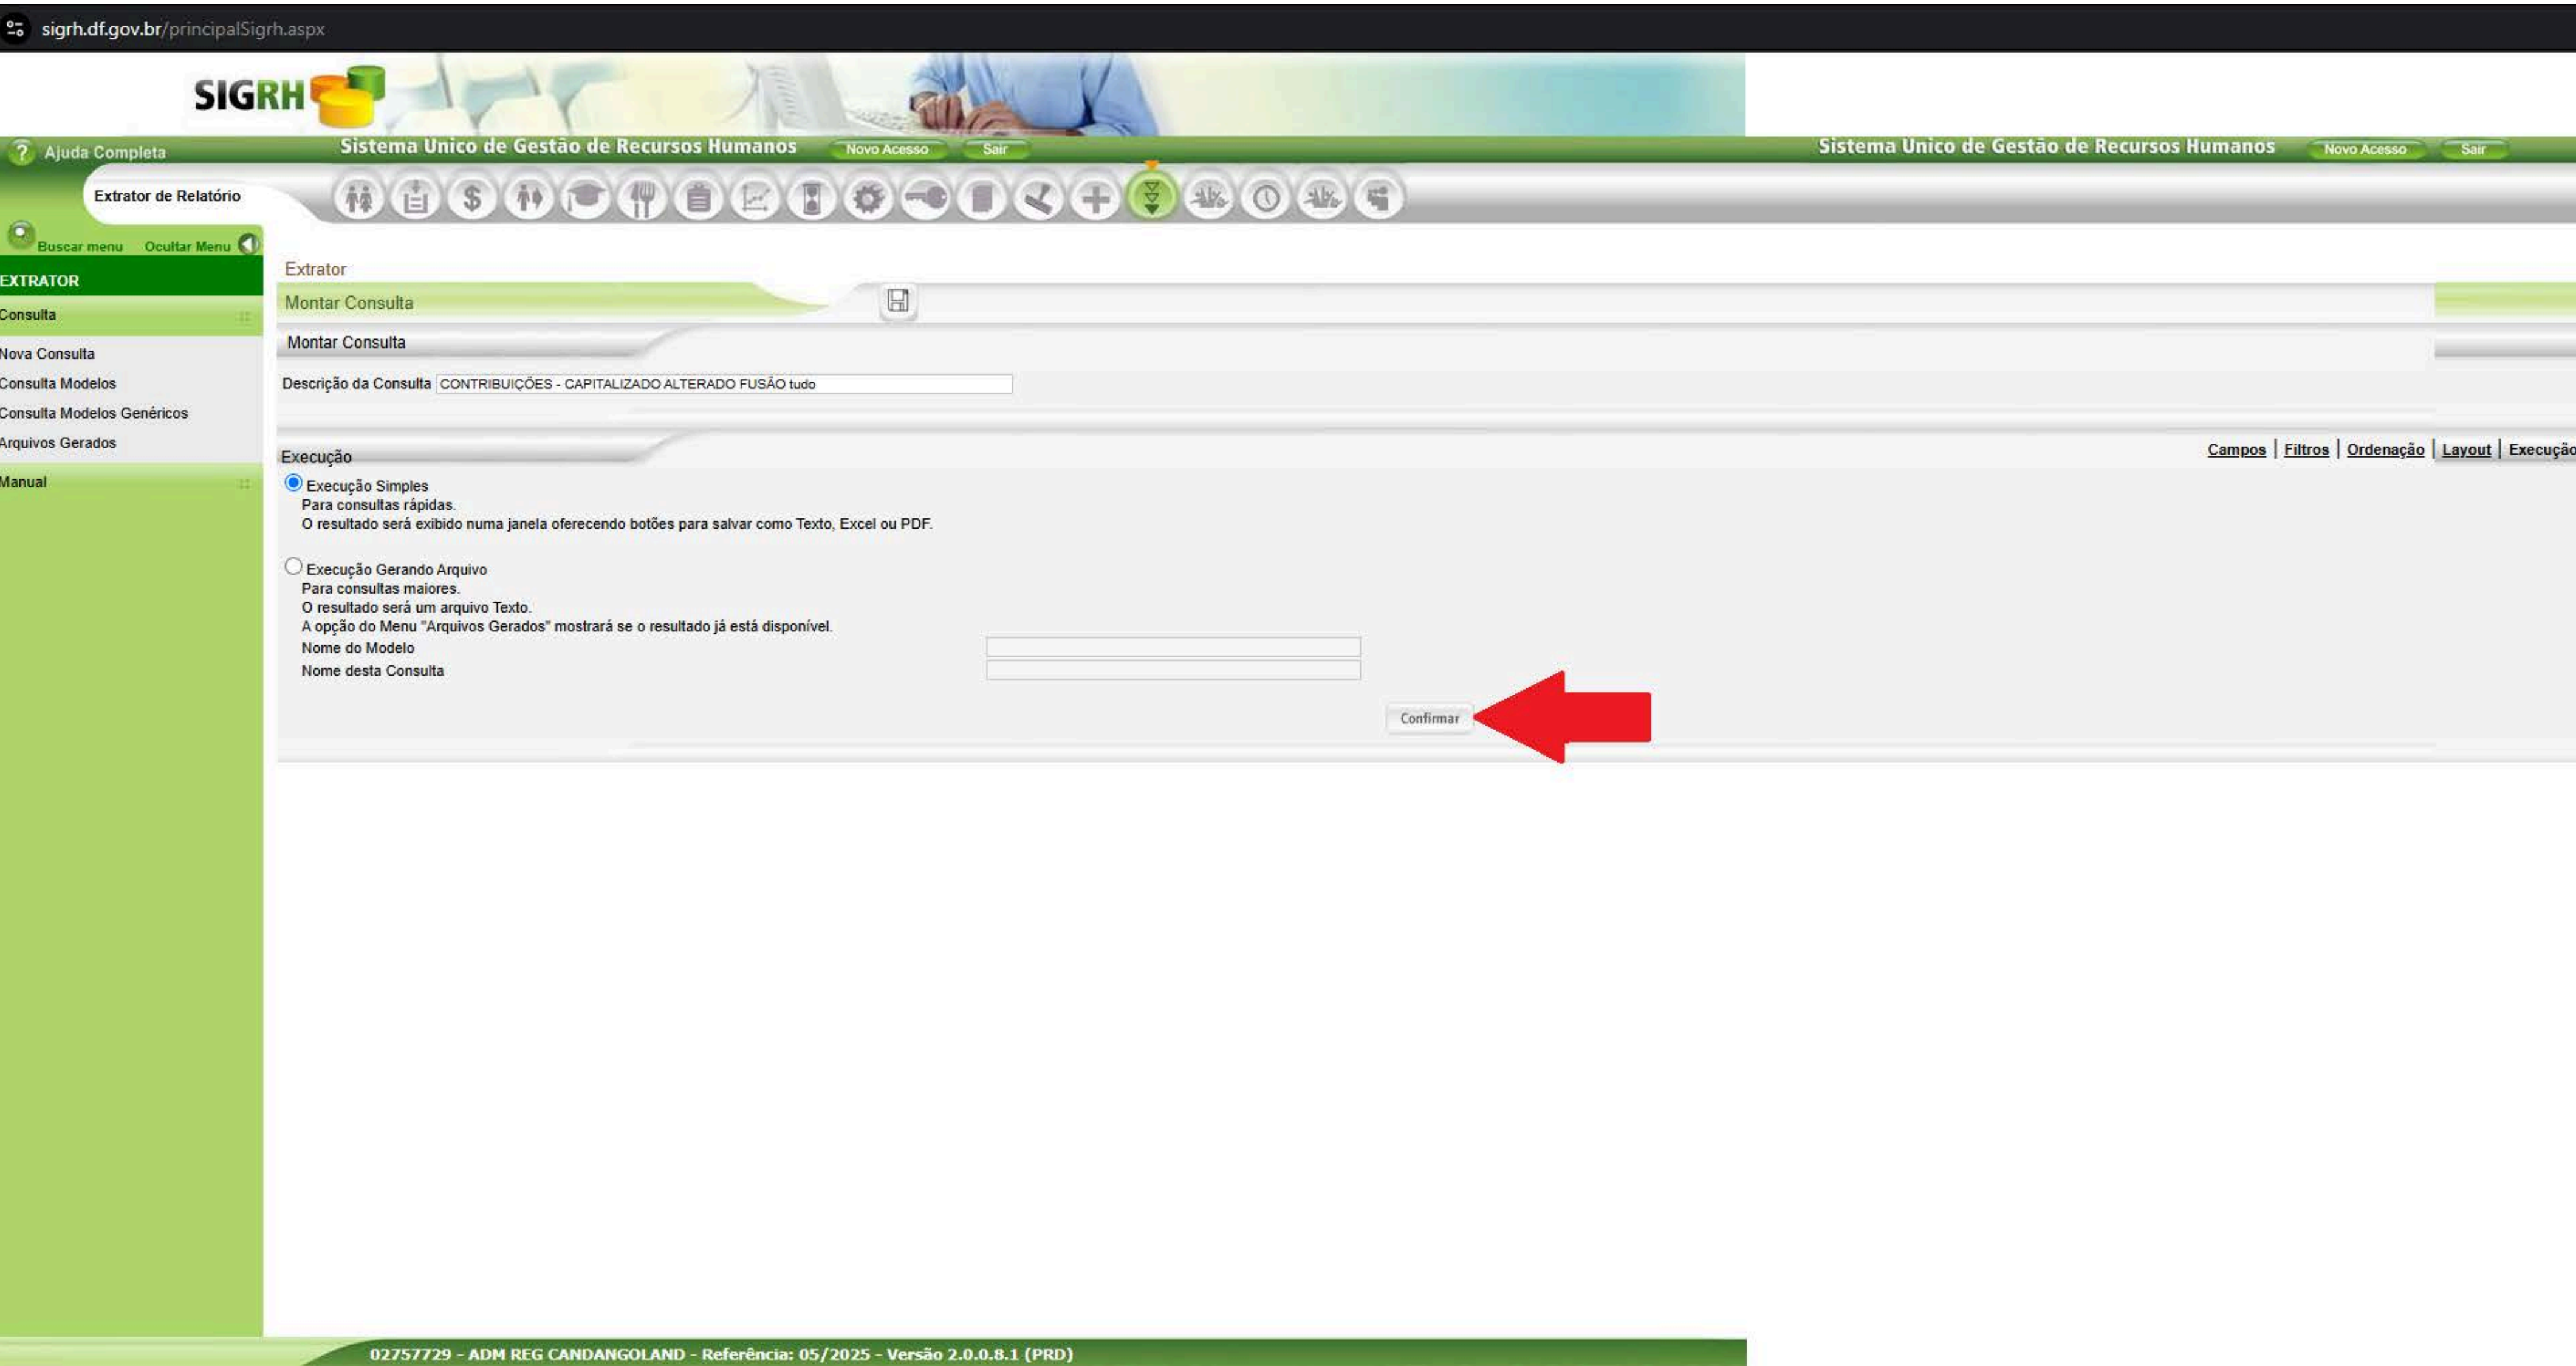 sigrh.df.gov.br/principalSigrh.aspx
SIGRH
Ajuda Completa
Sistema Unico de Gestão de Recursos Humanos Novo Acesso Sair
Sistema Unico de Gestão de Recursos Humanos Novo Acesso Sair
Extrator de Relatório
Buscar menu Ocultar Menu
EXTRATOR
Consulta
Nova Consulta
Consulta Modelos
Consulta Modelos Genéricos
Arquivos Gerados
Manual
Extrator
Montar Consulta
Montar Consulta
Descrição da Consulta CONTRIBUIÇÕES - CAPITALIZADO ALTERADO FUSÃO tudo
Execução
Campos | Filtros | Ordenação | Layout | Execução
Execução Simples
Para consultas rápidas.
O resultado será exibido numa janela oferecendo botões para salvar como Texto, Excel ou PDF.
Execução Gerando Arquivo
Para consultas maiores.
O resultado será um arquivo Texto.
A opção do Menu "Arquivos Gerados" mostrará se o resultado já está disponível.
Nome do Modelo
Nome desta Consulta
Confirmar
02757729 - ADM REG CANDANGOLAND - Referência: 05/2025 - Versão 2.0.0.8.1 (PRD)